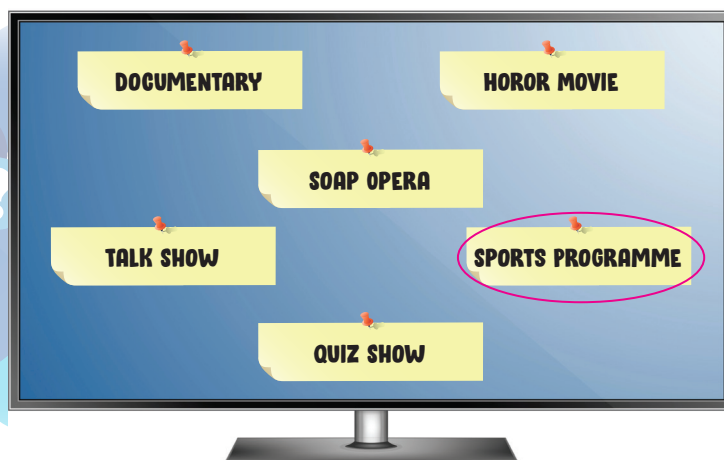 DOCUMENTARY
HOROR MOVIE
SOAP OPERA
TALK SHOW
SPORTS PROGRAMME
QUIZ SHOW